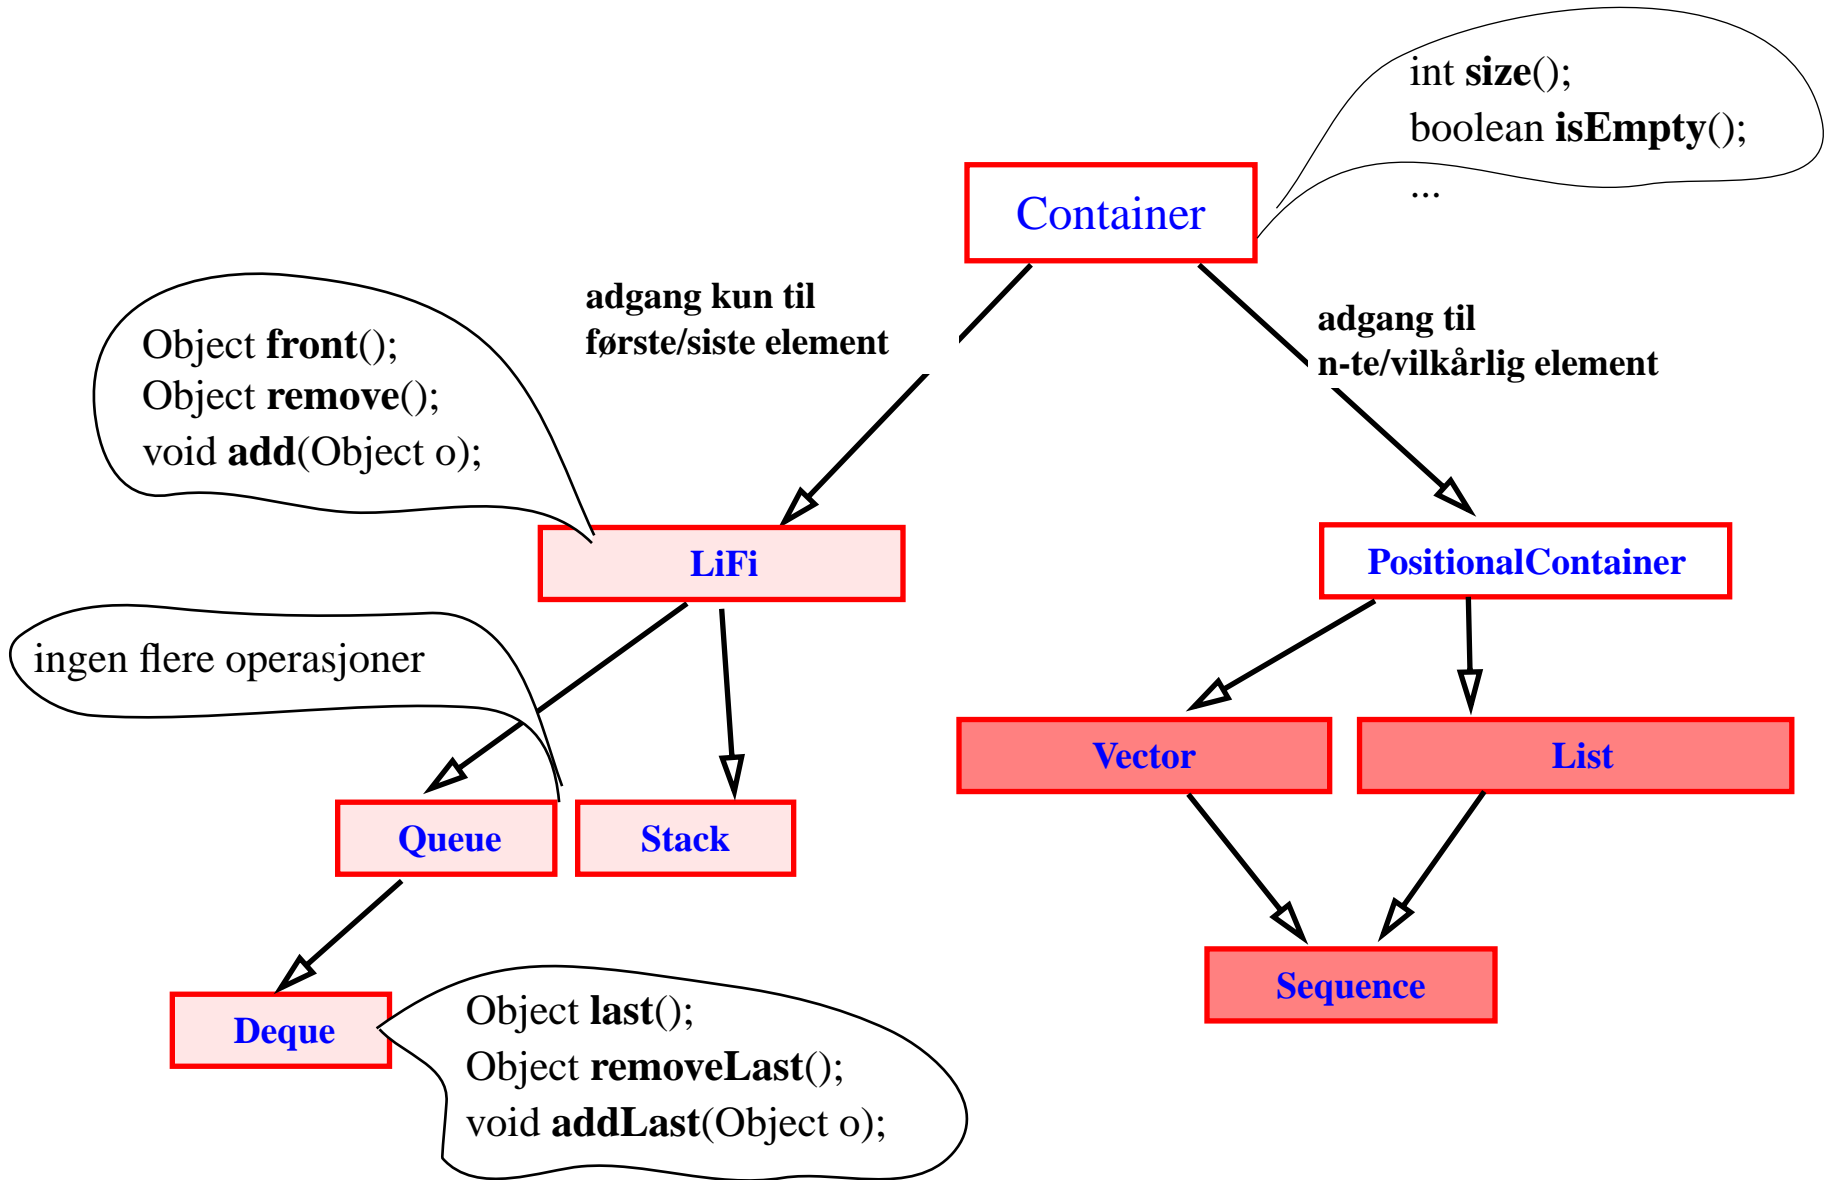 int size();
boolean isEmpty();
...
Container
adgang kun til
første/siste element
adgang til
n-te/vilkårlig element
Object front();
Object remove();
void add(Object o);
LiFi
PositionalContainer
ingen flere operasjoner
Vector
List
Queue
Stack
Sequence
Deque
Object last();
Object removeLast();
void addLast(Object o);